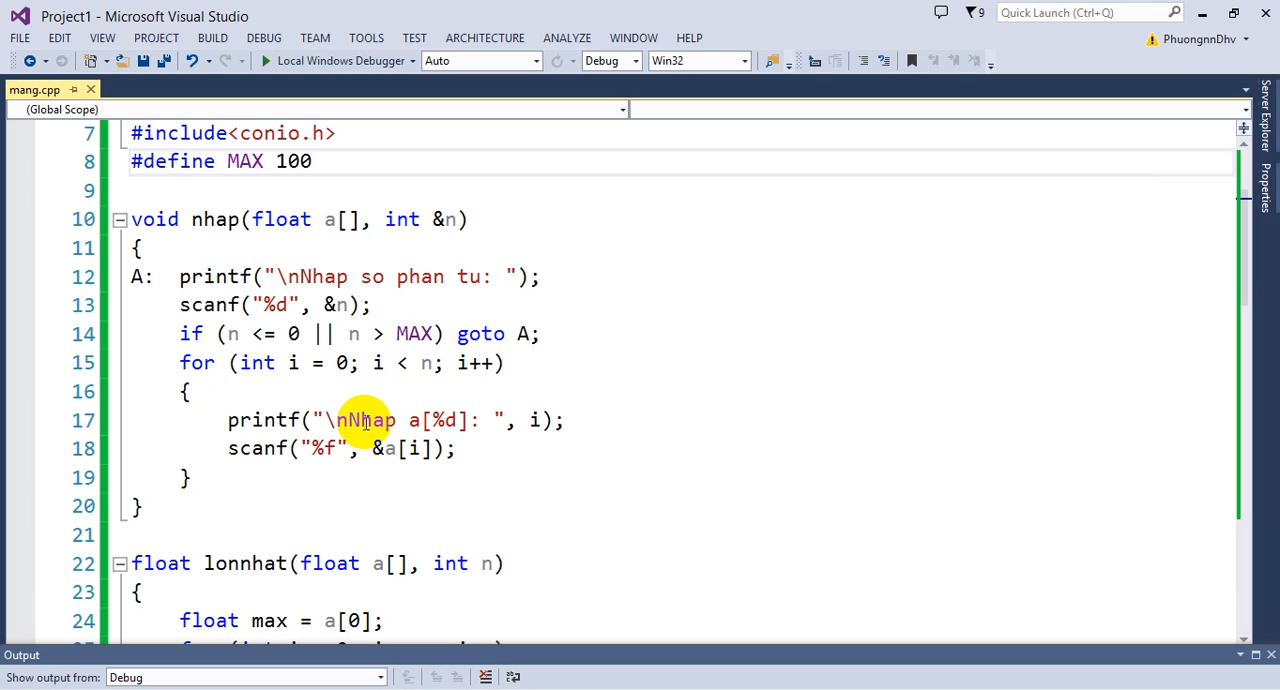 Project1 - Microsoft Visual Studio
9
Quick Launch (Ctrl+Q)
FILE EDIT VIEW PROJECT BUILD DEBUG TEAM TOOLS TEST ARCHITECTURE ANALYZE WINDOW HELP
PhuongnnDhv
Local Windows Debugger Auto Debug Win32
mang.cpp
(Global Scope)
Server Explorer
Properties
7 #include<conio.h>
8 #define MAX 100
9
10 void nhap(float a[], int &n)
11 {
12 A: printf("\nNhap so phan tu: ");
13 scanf("%d", &n);
14 if (n <= 0 || n > MAX) goto A;
15 for (int i = 0; i < n; i++)
16 {
17 printf("\nNhap a[%d]: ", i);
18 scanf("%f", &a[i]);
19 }
20 }
21
22 float lonnhat(float a[], int n)
23 {
24 float max = a[0];
Output
Show output from: Debug